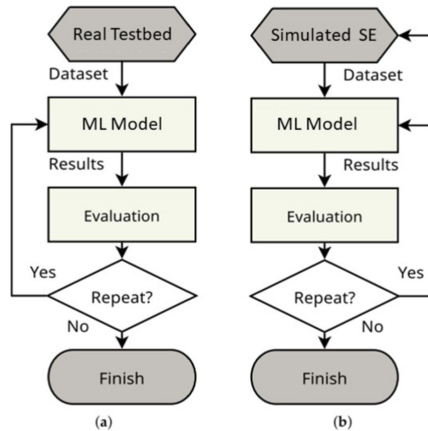 Real Testbed
Dataset
ML Model
Results
Evaluation
Yes
Repeat?
No
Finish
(a)
Simulated SE
Dataset
ML Model
Results
Evaluation
Yes
Repeat?
No
Finish
(b)